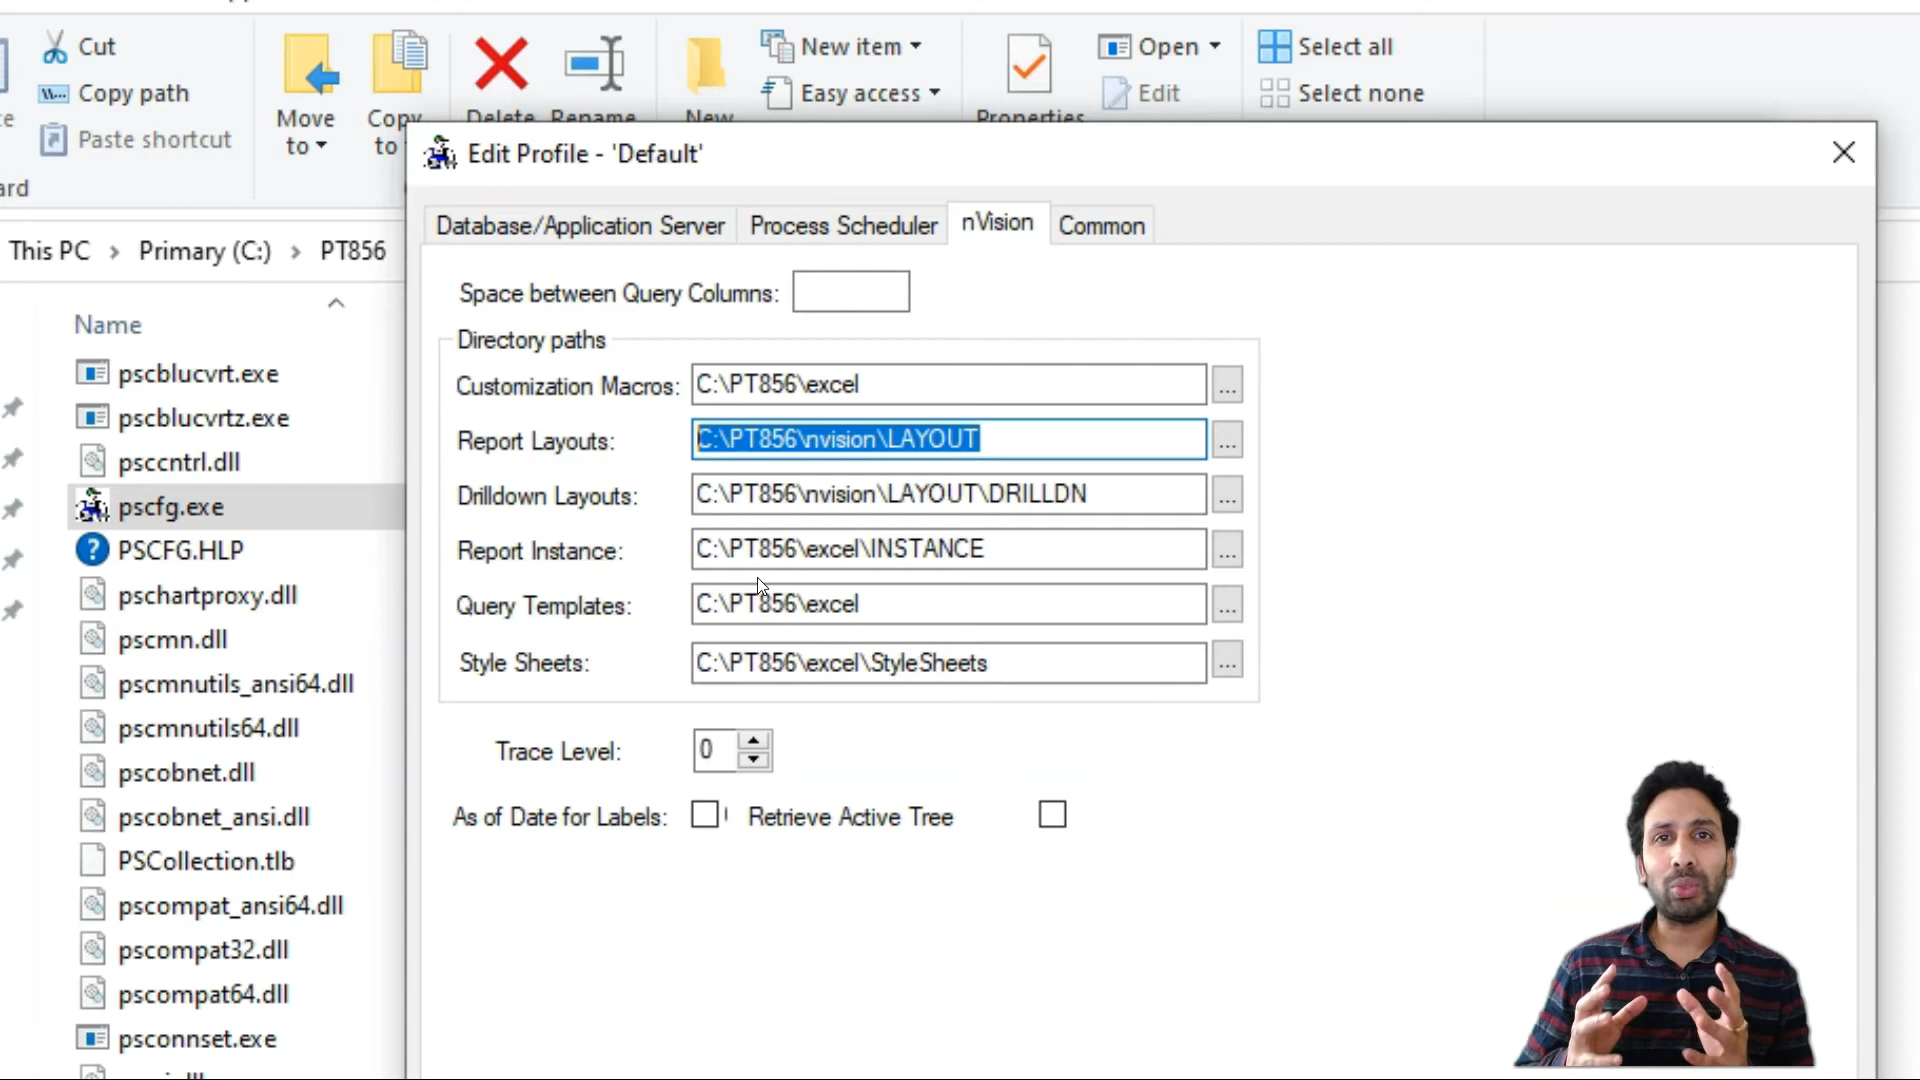 Cut
Copy path
Paste shortcut
ard
Move
to
Copy
to
Delete
Rename
New
New item
Easy access
Properties
Open
Edit
Select all
Select none
This PC > Primary (C:) > PT856
Name
pscblucvrt.exe
pscblucvrtz.exe
psccntrl.dll
pscfg.exe
PSCFG.HLP
pschartproxy.dll
pscmn.dll
pscmnutils_ansi64.dll
pscmnutils64.dll
pscobnet.dll
pscobnet_ansi.dll
PSCollection.tlb
pscompat_ansi64.dll
pscompat32.dll
pscompat64.dll
psconnset.exe
Edit Profile - 'Default'
Database/Application Server Process Scheduler nVision Common
Space between Query Columns:
Directory paths
Customization Macros: C:\PT856\excel ...
Report Layouts: C:\PT856\nvision\LAYOUT ...
Drilldown Layouts: C:\PT856\nvision\LAYOUT\DRILLDN ...
Report Instance: C:\PT856\excel\INSTANCE ...
Query Templates: C:\PT856\excel ...
Style Sheets: C:\PT856\excel\StyleSheets ...
Trace Level: 0
As of Date for Labels: Retrieve Active Tree